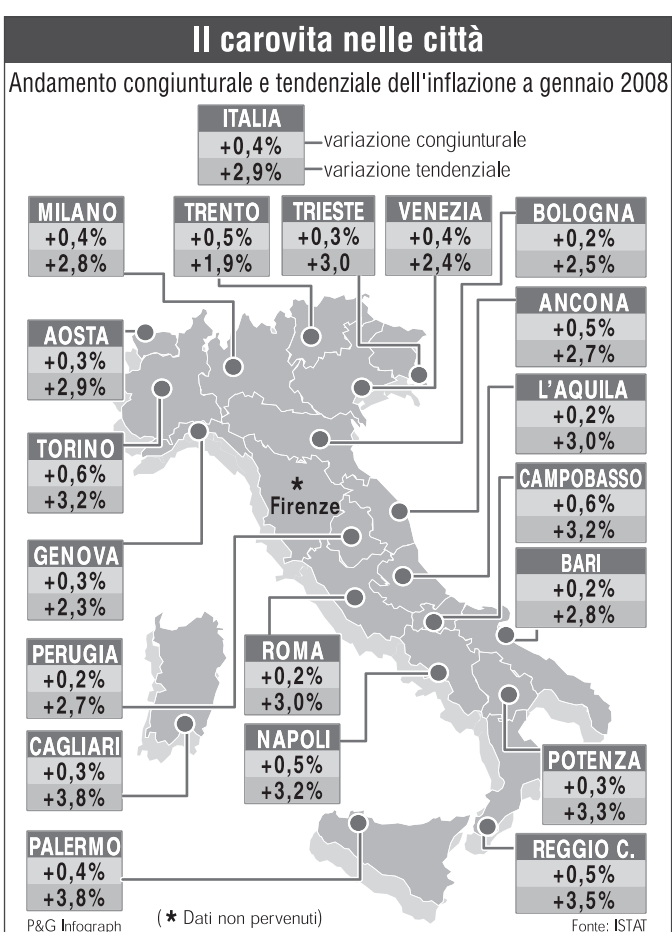 Il carovita nelle città
Andamento congiunturale e tendenziale dell'inflazione a gennaio 2008
ITALIA
+0,4%
variazione congiunturale
+2,9%
variazione tendenziale
MILANO
+0,4%
+2,8%
TRENTO
+0,5%
+1,9%
TRIESTE
+0,3%
+3,0
VENEZIA
+0,4%
+2,4%
BOLOGNA
+0,2%
+2,5%
AOSTA
+0,3%
+2,9%
ANCONA
+0,5%
+2,7%
L'AQUILA
+0,2%
+3,0%
TORINO
+0,6%
+3,2%
* Firenze
CAMPOBASSO
+0,6%
+3,2%
GENOVA
+0,3%
+2,3%
BARI
+0,2%
+2,8%
PERUGIA
+0,2%
+2,7%
ROMA
+0,2%
+3,0%
CAGLIARI
+0,3%
+3,8%
NAPOLI
+0,5%
+3,2%
POTENZA
+0,3%
+3,3%
PALERMO
+0,4%
+3,8%
REGGIO C.
+0,5%
+3,5%
P&G Infograph
(* Dati non pervenuti)
Fonte: ISTAT